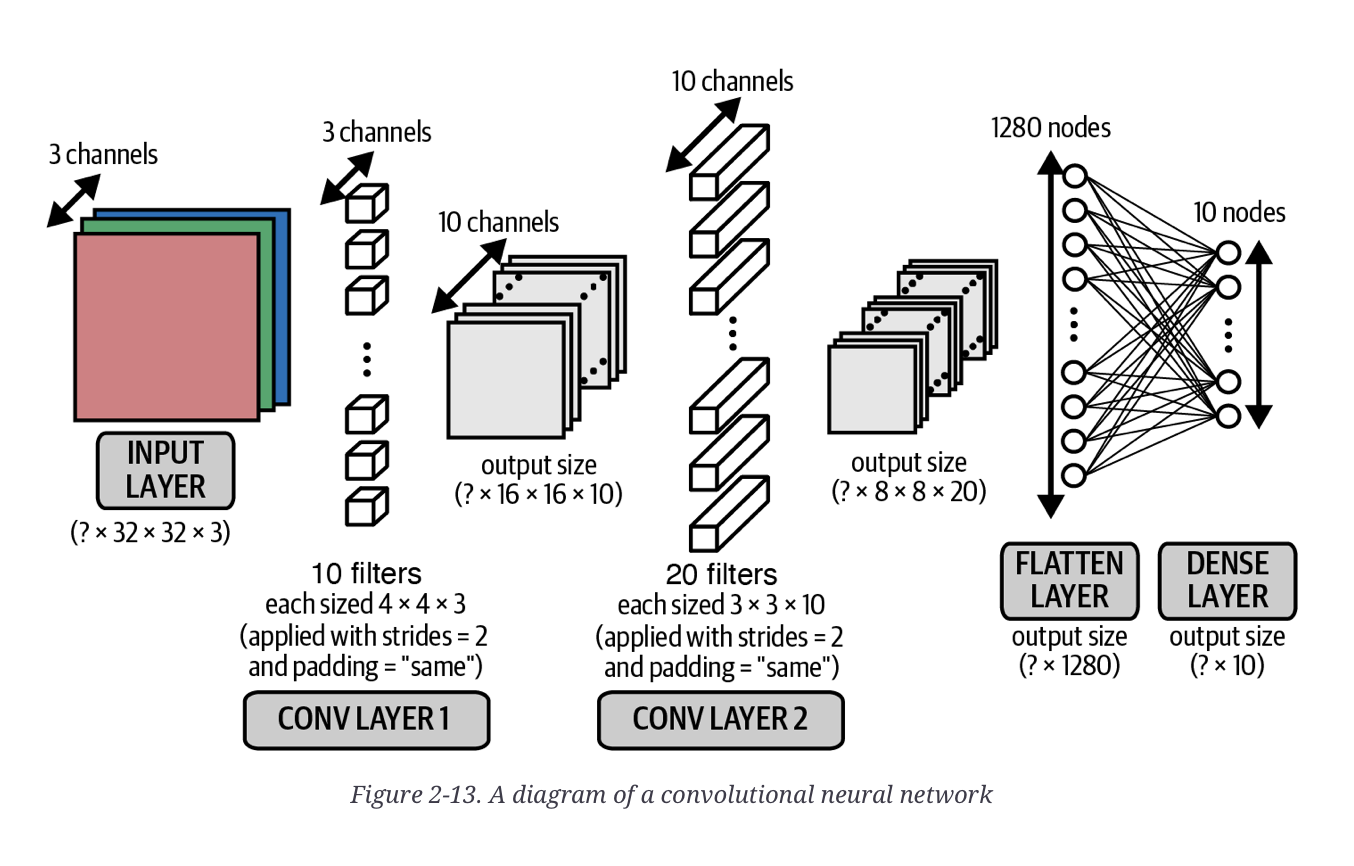 3 channels
INPUT
LAYER
(? × 32 × 32 × 3)
3 channels
10 filters
each sized 4 × 4 × 3
(applied with strides = 2
and padding = "same")
CONV LAYER 1
10 channels
output size
(? × 16 × 16 × 10)
10 channels
20 filters
each sized 3 × 3 × 10
(applied with strides = 2
and padding = "same")
CONV LAYER 2
output size
(? × 8 × 8 × 20)
1280 nodes
FLATTEN
LAYER
output size
(? × 1280)
10 nodes
DENSE
LAYER
output size
(? × 10)
Figure 2-13. A diagram of a convolutional neural network